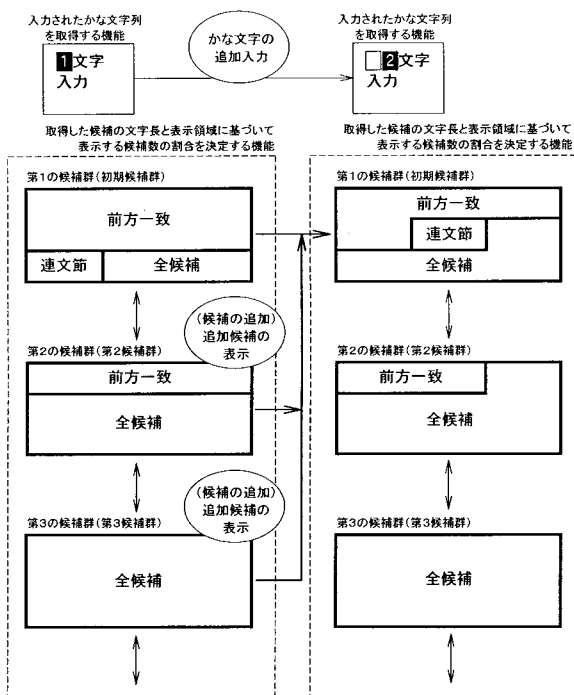 入力されたかな文字列
を取得する機能
1文字
入力
かな文字の
追加入力
入力されたかな文字列
を取得する機能
2文字
入力
取得した候補の文字長と表示領域に基づいて
表示する候補数の割合を決定する機能
第1の候補群(初期候補群)
前方一致
連文節
全候補
(候補の追加)
追加候補の
表示
第2の候補群(第2候補群)
前方一致
全候補
(候補の追加)
追加候補の
表示
第3の候補群(第3候補群)
全候補
取得した候補の文字長と表示領域に基づいて
表示する候補数の割合を決定する機能
第1の候補群(初期候補群)
前方一致
連文節
全候補
第2の候補群(第2候補群)
前方一致
全候補
第3の候補群(第3候補群)
全候補